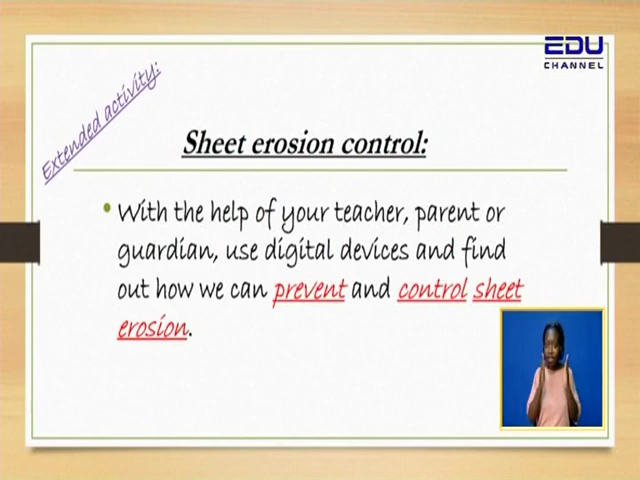 EDU
CHANNEL
Extended activity:
Sheet erosion control:
• With the help of your teacher, parent or
guardian, use digital devices and find
out how we can prevent and control sheet
erosion.